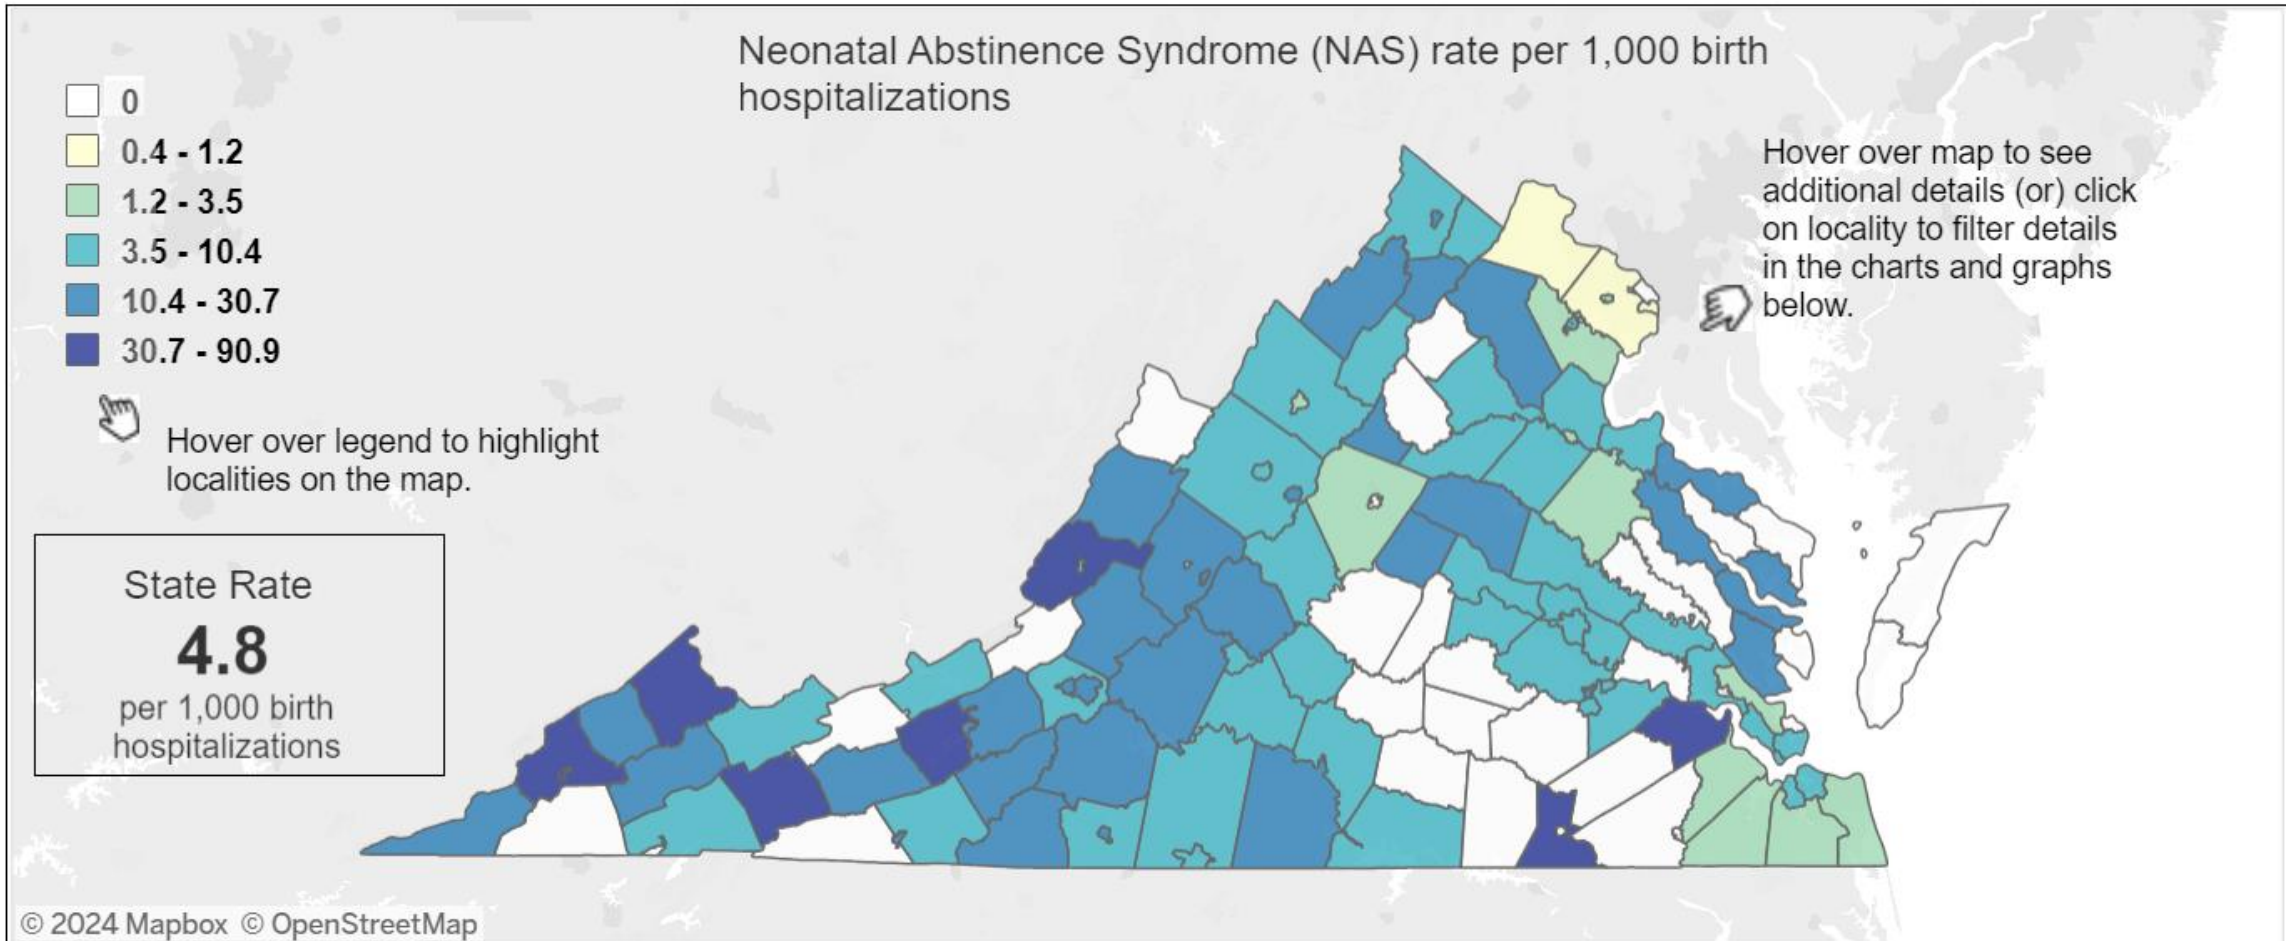 Neonatal Abstinence Syndrome (NAS) rate per 1,000 birth
hospitalizations
0
0.4 - 1.2
1.2 - 3.5
3.5 - 10.4
10.4 - 30.7
30.7 - 90.9
Hover over legend to highlight
localities on the map.
Hover over map to see
additional details (or) click
on locality to filter details
in the charts and graphs
below.
State Rate
4.8
per 1,000 birth
hospitalizations
© 2024 Mapbox © OpenStreetMap